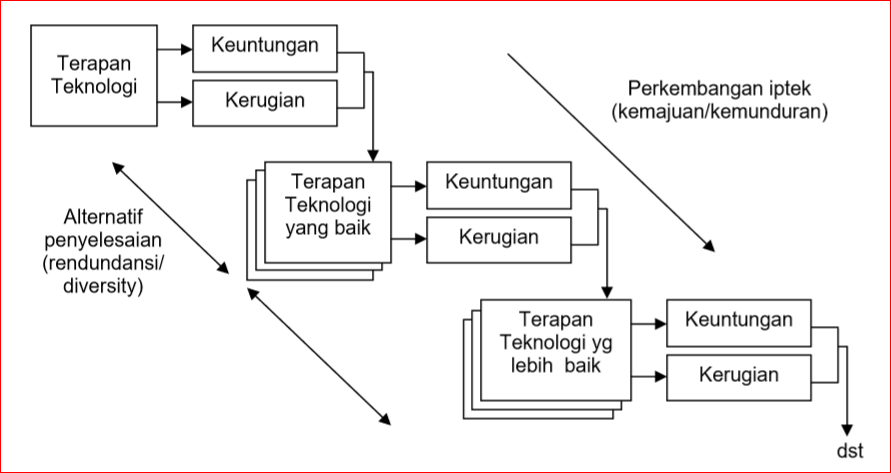 Terapan
Teknologi
Keuntungan
Kerugian
Perkembangan iptek
(kemajuan/kemunduran)
Terapan
Teknologi
yang baik
Keuntungan
Kerugian
Alternatif
penyelesaian
(rendundansi/
diversity)
Terapan
Teknologi yg
lebih baik
Keuntungan
Kerugian
dst